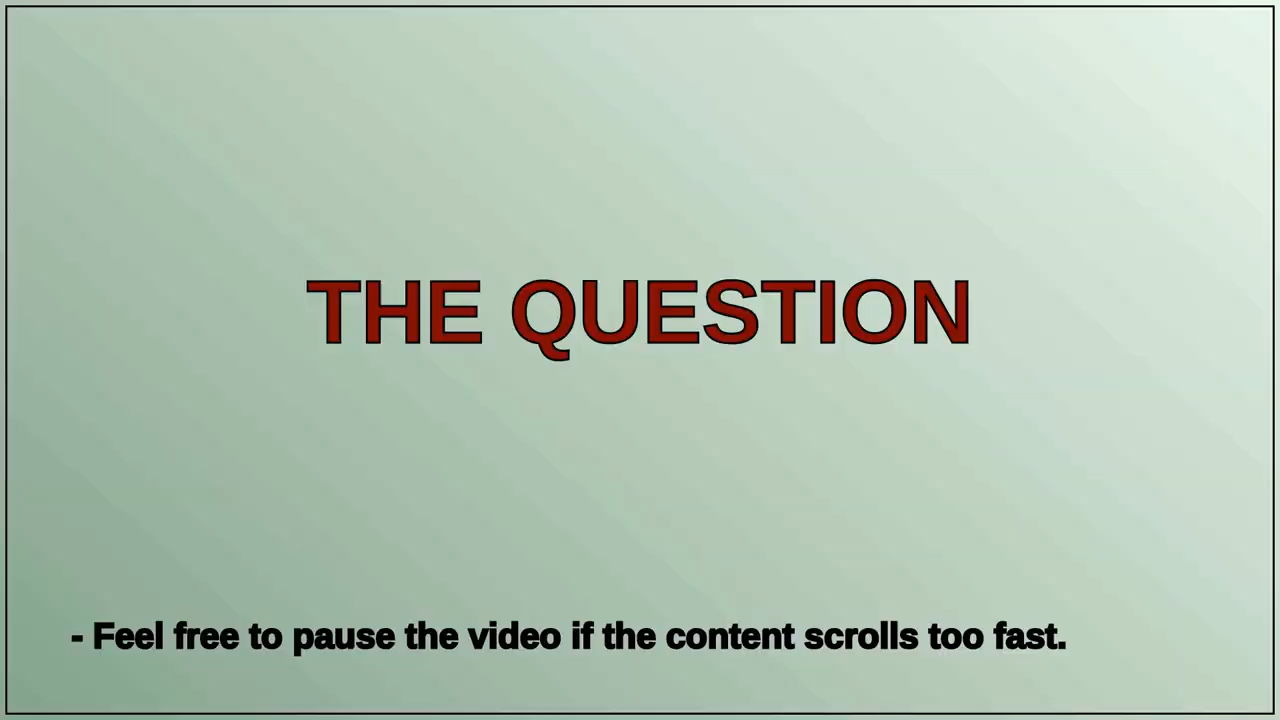 THE QUESTION
- Feel free to pause the video if the content scrolls too fast.